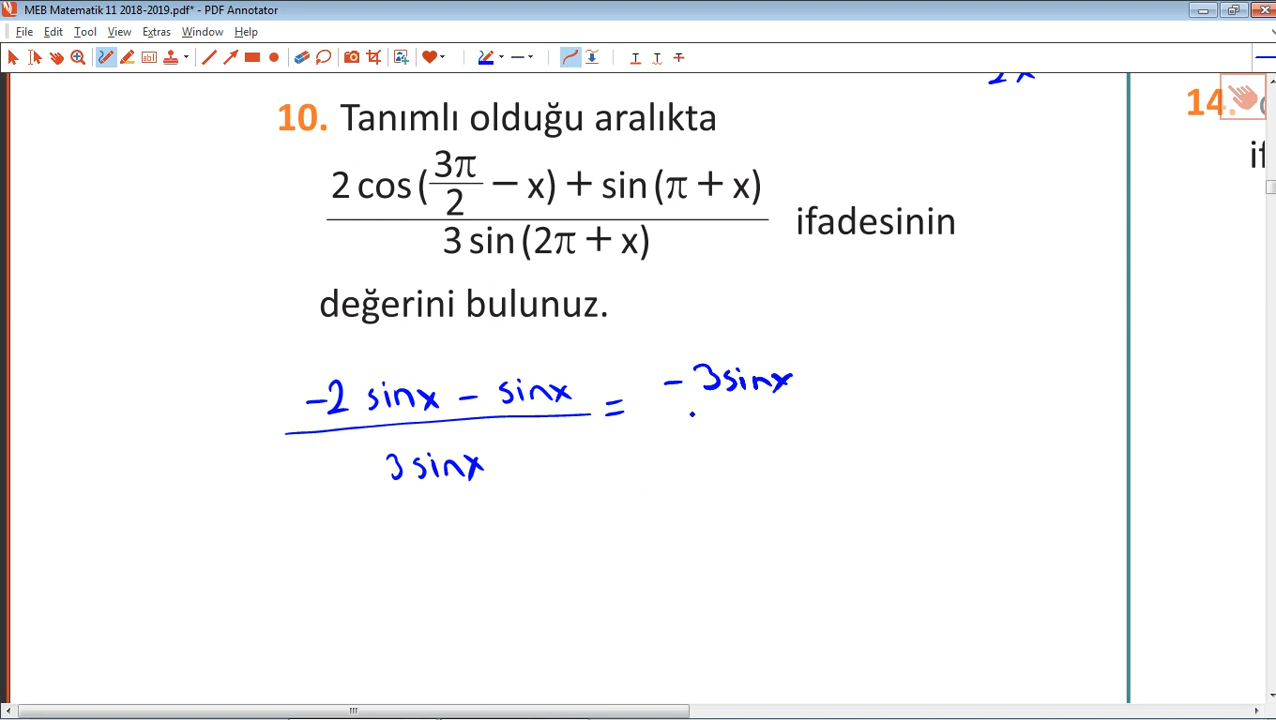 MEB Matematik 11 2018-2019.pdf* - PDF Annotator
File Edit Tool View Extras Window Help
10. Tanımlı olduğu aralıkta
2 cos(3π/2 − x) + sin(π + x)
3 sin(2π + x)
ifadesinin
değerini bulunuz.
-2 sinx - sinx = -3sinx
3 sinx
14.
if